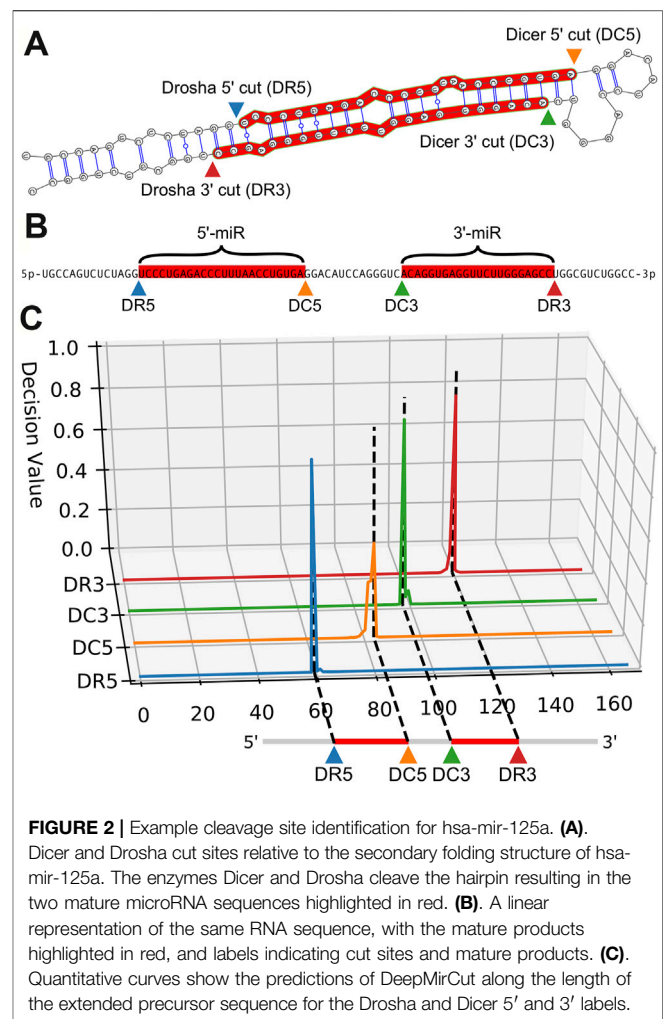 A
Dicer 5' cut (DC5)
Drosha 5' cut (DR5)
Dicer 3' cut (DC3)
Drosha 3' cut (DR3)
B
5'-miR 3'-miR
5p-UGCCAGUCUCUAGGUCCCUGAGACCCUUUAACCUGUGAGGACAUCCAGGGUCACAGGUGAGGUUCUUGGGAGCCUGGCGUCUGGCC-3p
DR5 DC5 DC3 DR3
C
Decision Value
1.0
0.8
0.6
0.4
0.2
0.0
DR3
DC3
DC5
DR5
0 20 40 60 80 100 120 140 160
5' 3'
DR5 DC5 DC3 DR3
FIGURE 2 | Example cleavage site identification for hsa-mir-125a. (A).
Dicer and Drosha cut sites relative to the secondary folding structure of hsa-
mir-125a. The enzymes Dicer and Drosha cleave the hairpin resulting in the
two mature microRNA sequences highlighted in red. (B). A linear
representation of the same RNA sequence, with the mature products
highlighted in red, and labels indicating cut sites and mature products. (C).
Quantitative curves show the predictions of DeepMirCut along the length of
the extended precursor sequence for the Drosha and Dicer 5′ and 3′ labels.